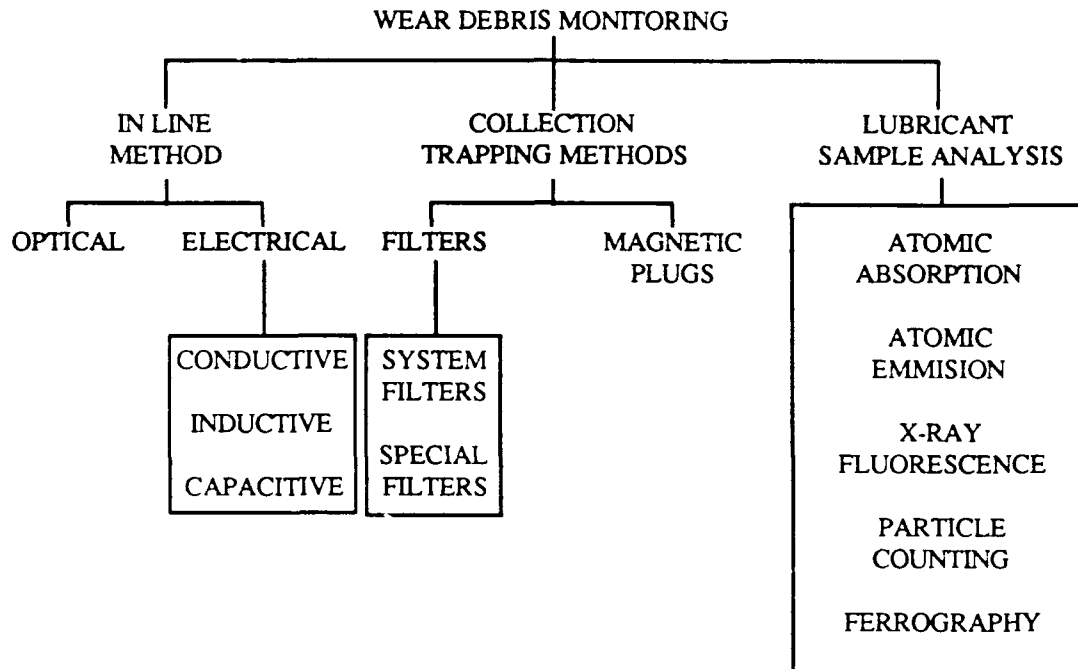 WEAR DEBRIS MONITORING
IN LINE
METHOD
COLLECTION
TRAPPING METHODS
LUBRICANT
SAMPLE ANALYSIS
OPTICAL
ELECTRICAL
FILTERS
MAGNETIC
PLUGS
CONDUCTIVE
INDUCTIVE
CAPACITIVE
SYSTEM
FILTERS
SPECIAL
FILTERS
ATOMIC
ABSORPTION
ATOMIC
EMMISION
X-RAY
FLUORESCENCE
PARTICLE
COUNTING
FERROGRAPHY